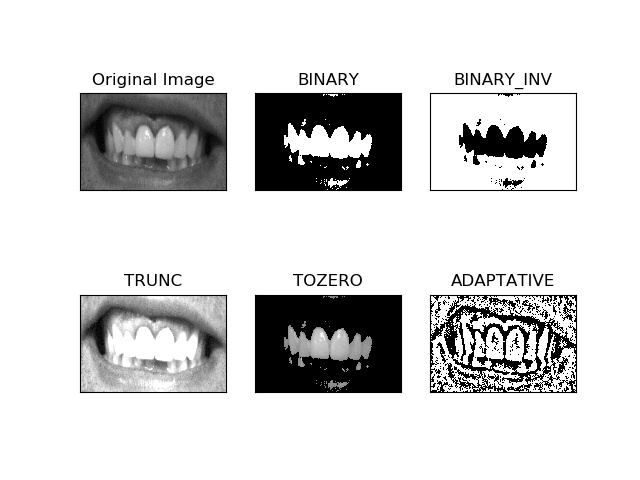 Original Image
BINARY
BINARY_INV
TRUNC
TOZERO
ADAPTATIVE